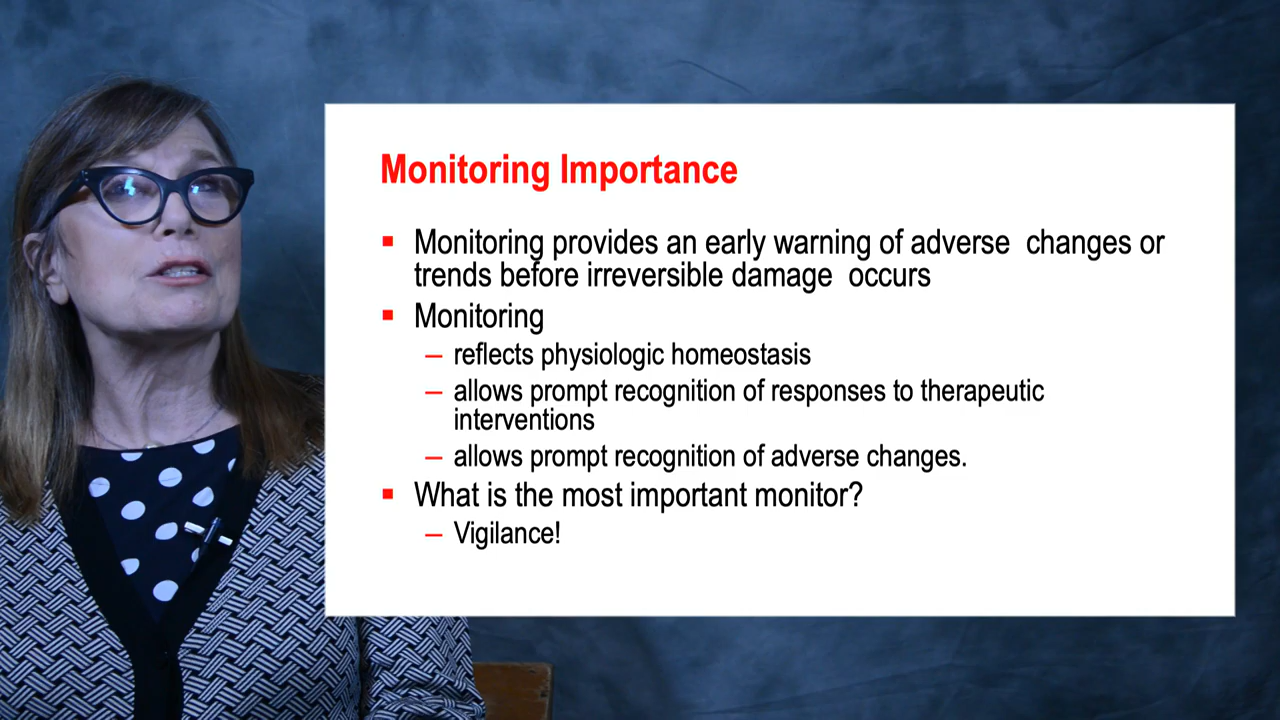 Monitoring Importance
▪ Monitoring provides an early warning of adverse  changes or
trends before irreversible damage  occurs
▪ Monitoring
– reflects physiologic homeostasis
– allows prompt recognition of responses to therapeutic
interventions
– allows prompt recognition of adverse changes.
▪ What is the most important monitor?
– Vigilance!